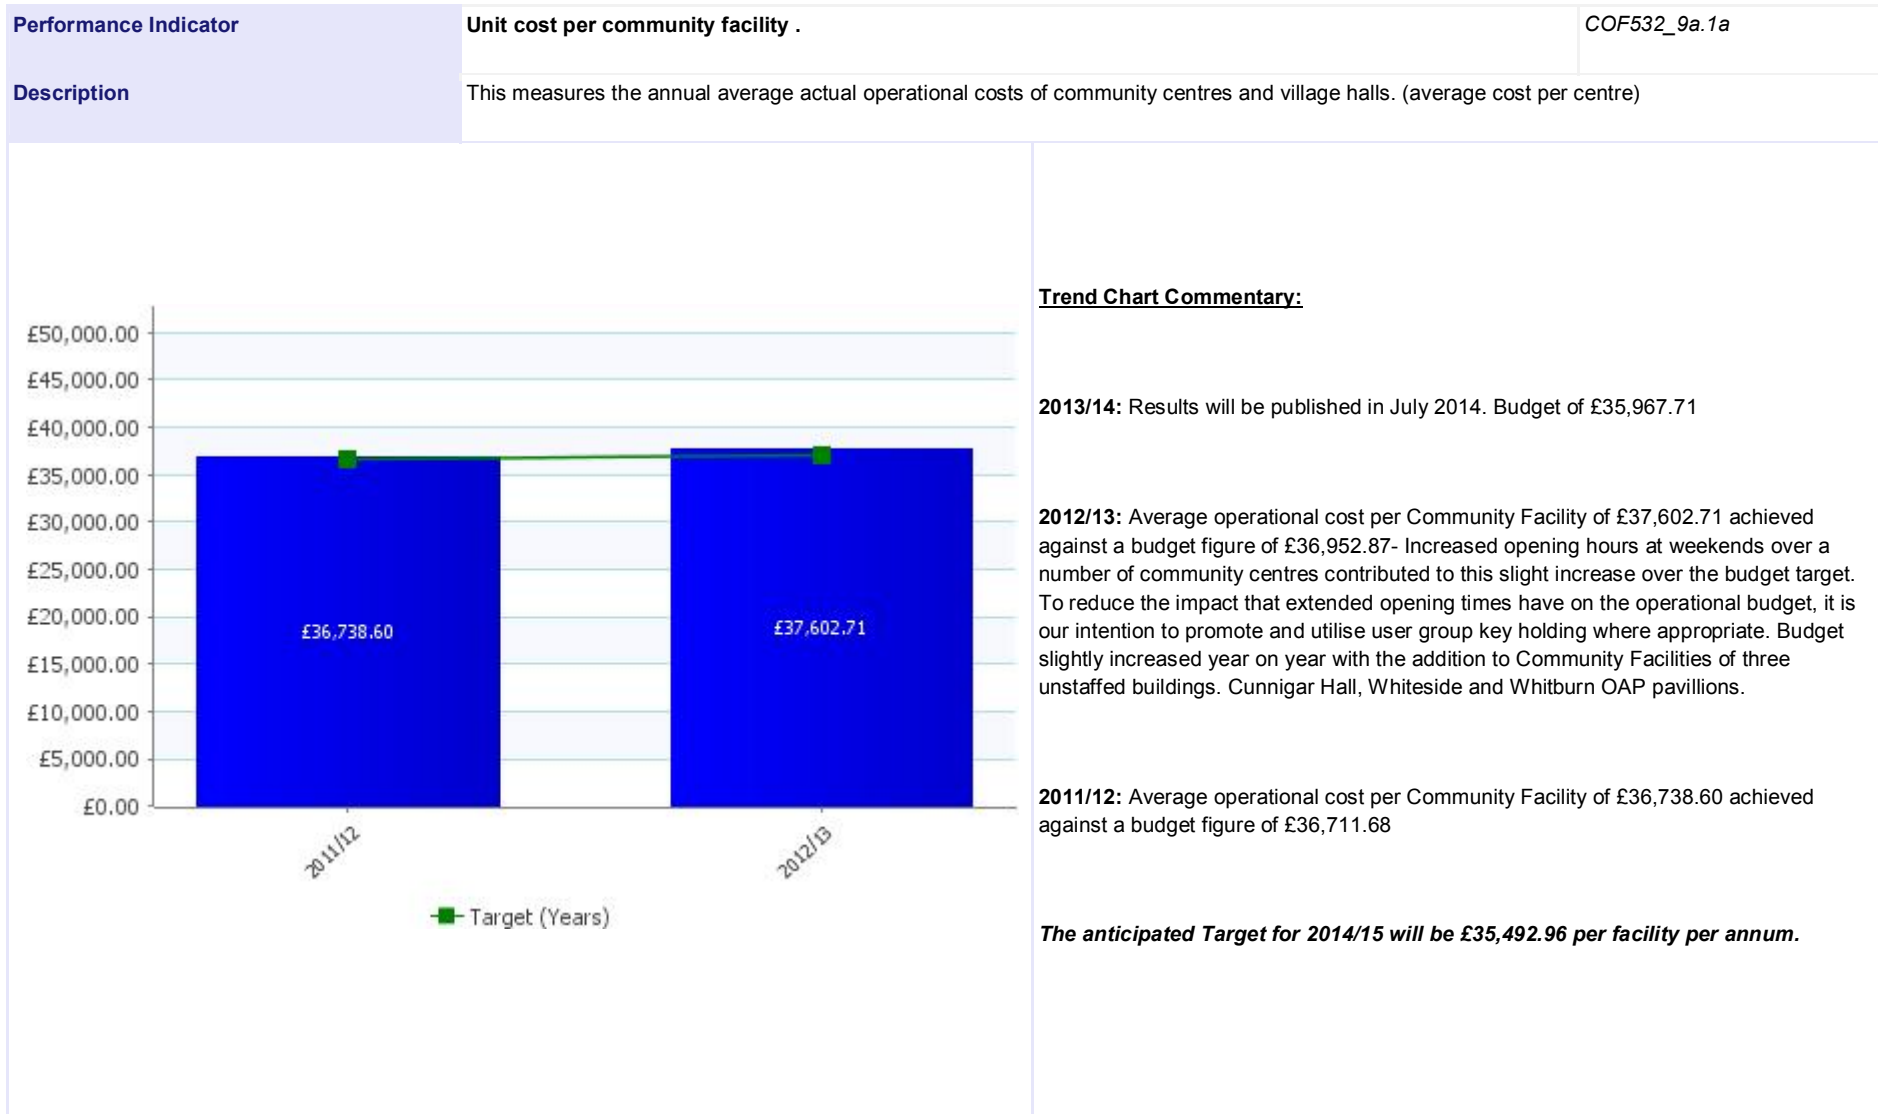 Performance Indicator
Unit cost per community facility .
COF532_9a.1a
Description
This measures the annual average actual operational costs of community centres and village halls. (average cost per centre)
£50,000.00
£45,000.00
£40,000.00
£35,000.00
£30,000.00
£25,000.00
£20,000.00
£15,000.00
£10,000.00
£5,000.00
£0.00
£36,738.60
£37,602.71
2011/12
2012/13
Target (Years)
Trend Chart Commentary:
2013/14: Results will be published in July 2014. Budget of £35,967.71
2012/13: Average operational cost per Community Facility of £37,602.71 achieved
against a budget figure of £36,952.87- Increased opening hours at weekends over a
number of community centres contributed to this slight increase over the budget target.
To reduce the impact that extended opening times have on the operational budget, it is
our intention to promote and utilise user group key holding where appropriate. Budget
slightly increased year on year with the addition to Community Facilities of three
unstaffed buildings. Cunnigar Hall, Whiteside and Whitburn OAP pavillions.
2011/12: Average operational cost per Community Facility of £36,738.60 achieved
against a budget figure of £36,711.68
The anticipated Target for 2014/15 will be £35,492.96 per facility per annum.